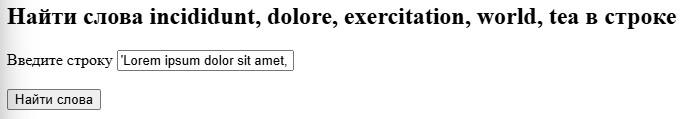 Найти слова incididunt, dolore, exercitation, world, tea в строке
Введите строку 'Lorem ipsum dolor sit amet,
Найти слова